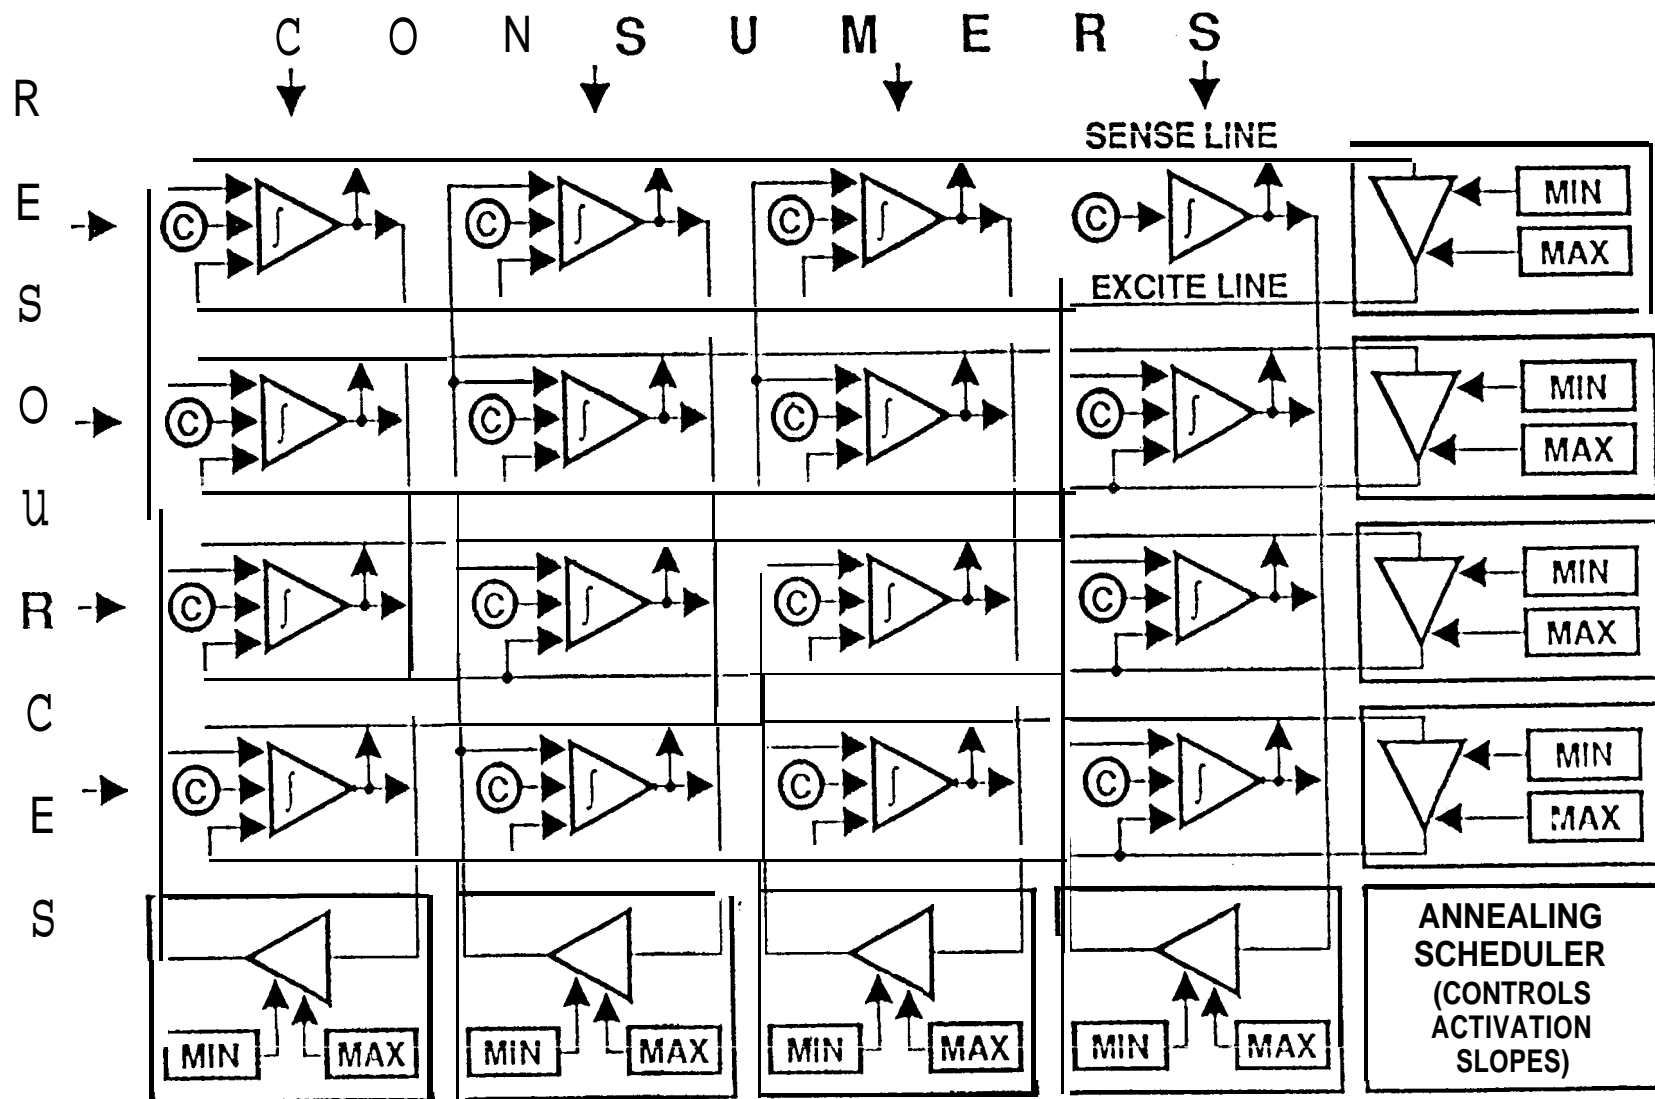 C O N S U M E R S
R E S O u R C E S
SENSE LINE
C ∫ C ∫ C ∫ C ∫ MIN
MAX
EXCITE LINE
C ∫ C ∫ C ∫ C ∫ MIN
MAX
C ∫ C ∫ C ∫ C ∫ MIN
MAX
C ∫ C ∫ C ∫ C ∫ MIN
MAX
MIN MAX MIN MAX MIN MAX MIN MAX
ANNEALING
SCHEDULER
(CONTROLS
ACTIVATION
SLOPES)